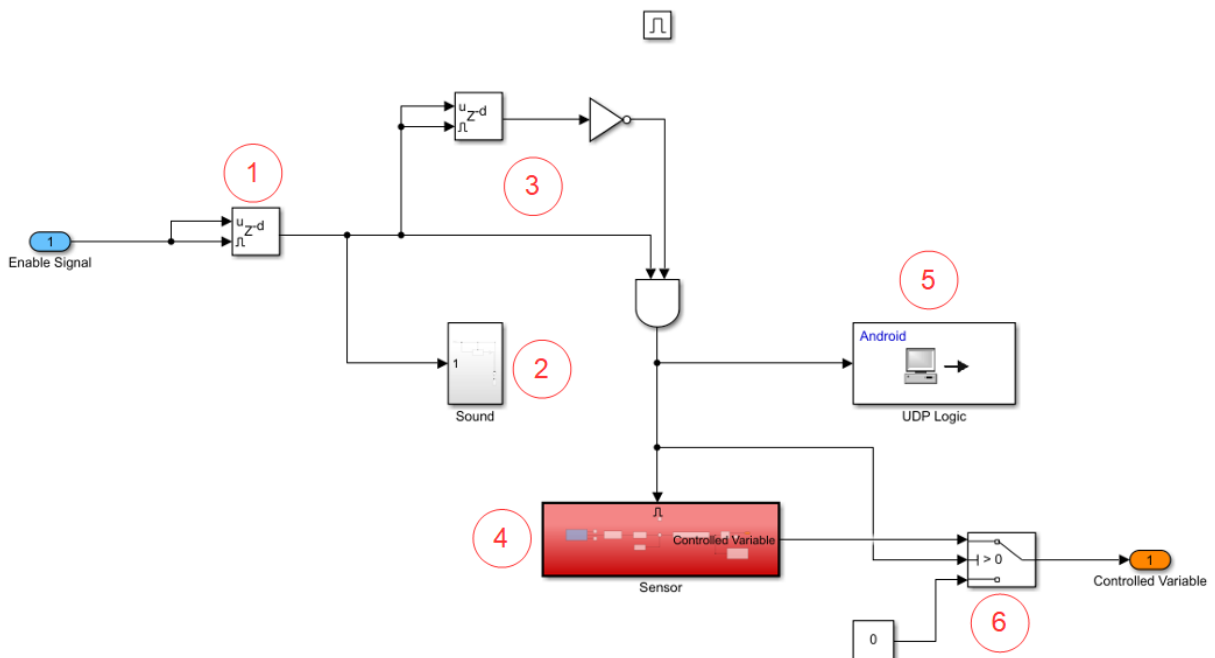 u
Z-d
3
1
u
Z-d
1
Enable Signal
5
Android
1
2
Sound
UDP Logic
4
Controlled Variable
> 0
1
Sensor
Controlled Variable
6
0